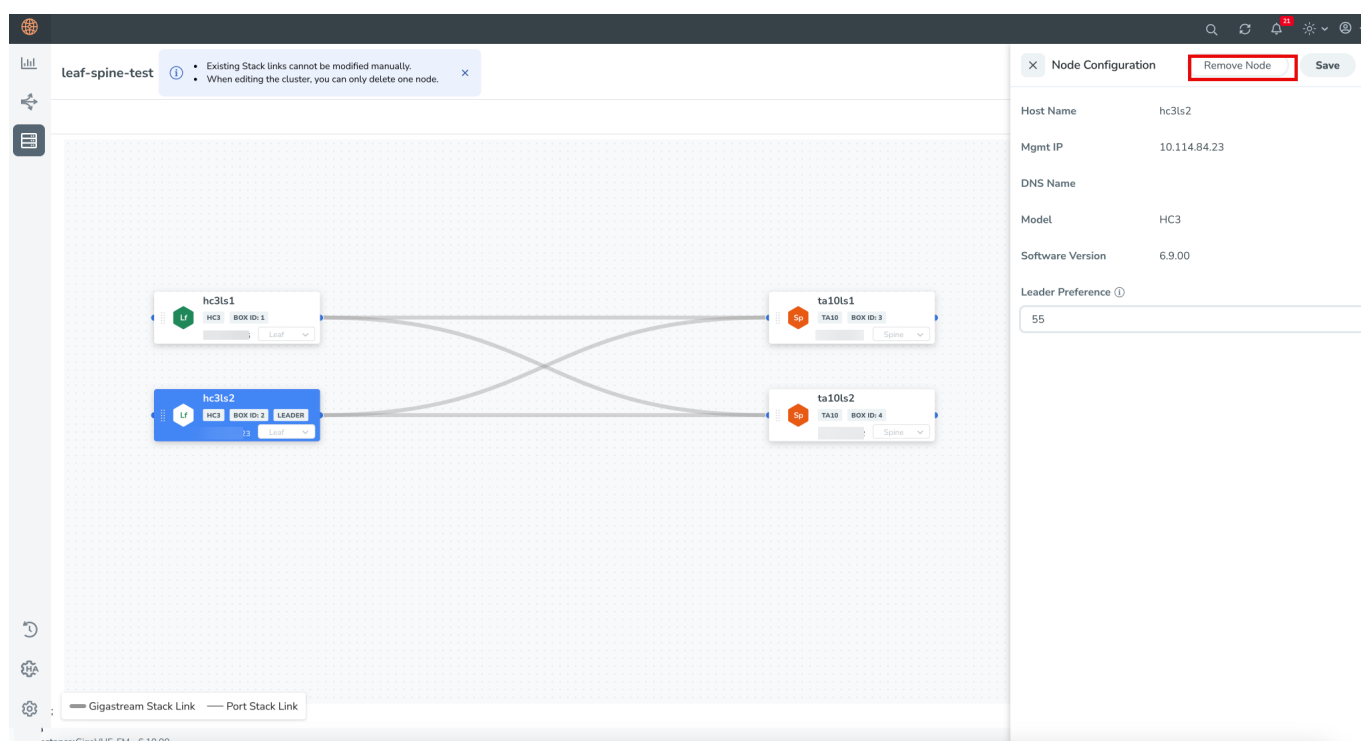 21
leaf-spine-test
Existing Stack links cannot be modified manually.
When editing the cluster, you can only delete one node.
Node Configuration
Remove Node
Save
Host Name
hc3ls2
Mgmt IP
10.114.84.23
DNS Name
Model
HC3
Software Version
6.9.00
Leader Preference
55
hc3ls1
Lf
HC3
BOX ID: 1
Leaf
hc3ls2
Lf
HC3
BOX ID: 2
LEADER
23
Leaf
ta10ls1
Sp
TA10
BOX ID: 3
Spine
ta10ls2
Sp
TA10
BOX ID: 4
Spine
HA
Gigastream Stack Link
Port Stack Link